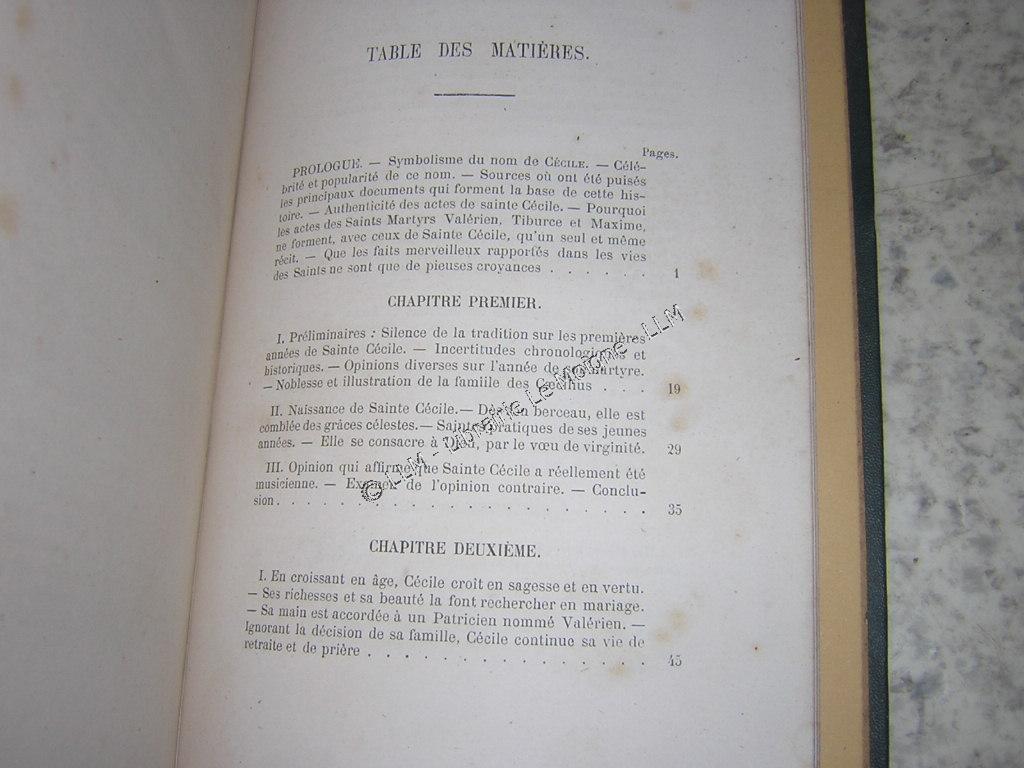 TABLE DES MATIÈRES.
Pages.
PROLOGUE. — Symbolisme du nom de CÉCILE. — Célé-
brité et popularité de ce nom. — Sources où ont été puisés
les principaux documents qui forment la base de cette his-
toire. — Authenticité des actes de sainte Cécile. — Pourquoi
les actes des Saints Martyrs Valérien, Tiburce et Maxime,
ne forment, avec ceux de Sainte Cécile, qu'un seul et même
récit. — Que les faits merveilleux rapportés dans les vies
des Saints ne sont que de pieuses croyances . . . . . . 1
CHAPITRE PREMIER.
I. Préliminaires : Silence de la tradition sur les premières
années de Sainte Cécile. — Incertitudes chronologiques et
historiques. — Opinions diverses sur l'année de son martyre.
— Noblesse et illustration de la famille des Cæcilius . . . 19
II. Naissance de Sainte Cécile. — Dès son berceau, elle est
comblée des grâces célestes. — Saintes pratiques de ses jeunes
années. — Elle se consacre à Dieu, par le vœu de virginité. 29
III. Opinion qui affirme que Sainte Cécile a réellement été
musicienne. — Examen de l'opinion contraire. — Conclu-
sion . . . . . . . . . . . . . . . . . . 35
CHAPITRE DEUXIÈME.
I. En croissant en âge, Cécile croît en sagesse et en vertu.
— Ses richesses et sa beauté la font rechercher en mariage.
— Sa main est accordée à un Patricien nommé Valérien. —
Ignorant la décision de sa famille, Cécile continue sa vie de
retraite et de prière . . . . . . . . . . . . . . 45
© LLM - Librairie Le Moinne - LLM